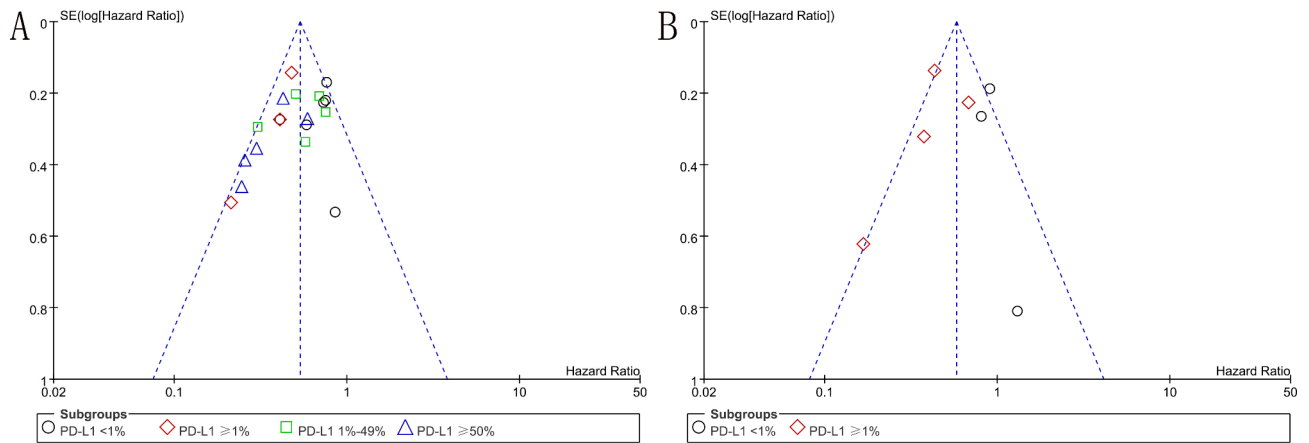 A
SE(log[Hazard Ratio])
0
0.2
0.4
0.6
0.8
1
Hazard Ratio
0.02
0.1
1
10
50
Subgroups
PD-L1 <1%
PD-L1 ⩾1%
PD-L1 1%-49%
PD-L1 ⩾50%
B
SE(log[Hazard Ratio])
0
0.2
0.4
0.6
0.8
1
Hazard Ratio
0.02
0.1
1
10
50
Subgroups
PD-L1 <1%
PD-L1 ⩾1%